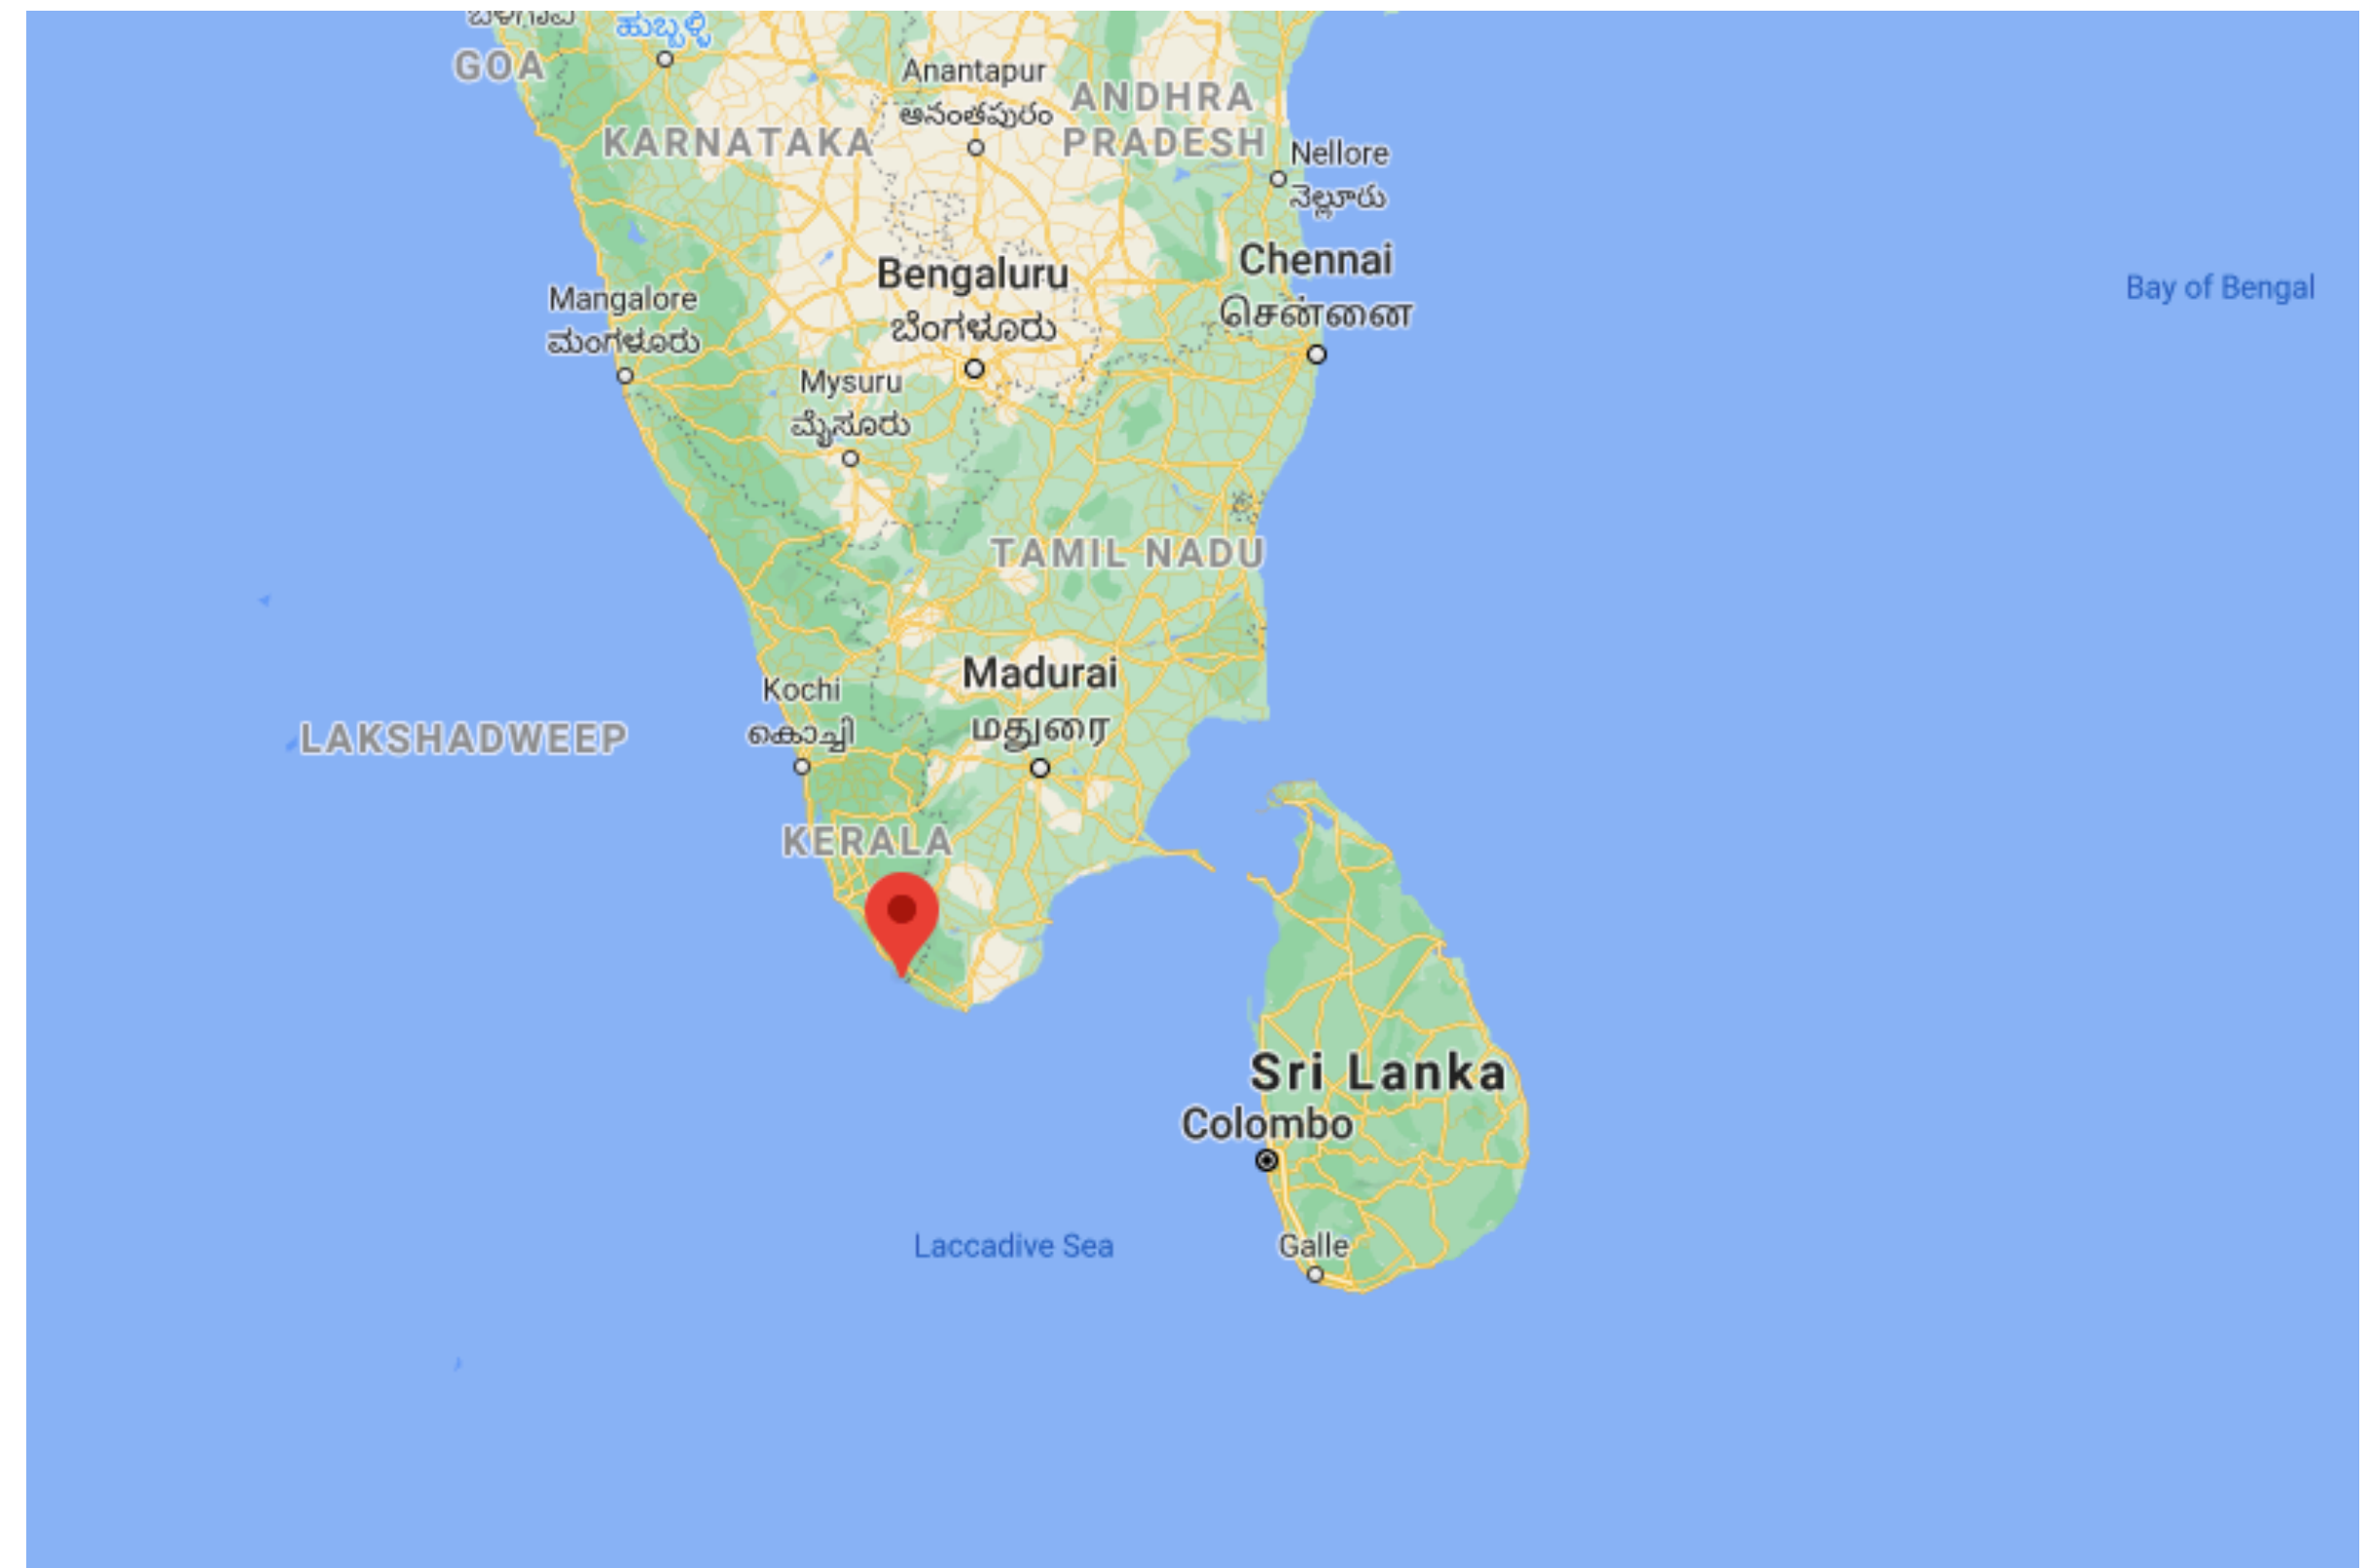 ಹುಬ್ಬಳ್ಳಿ
GOA
Anantapur
అనంతపురం
ANDHRA
PRADESH
KARNATAKA
Nellore
నెల్లూరు
Chennai
சென்னை
Bengaluru
ಬೆಂಗಳೂರು
Bay of Bengal
Mangalore
ಮಂಗಳೂರು
Mysuru
ಮೈಸೂರು
TAMIL NADU
Madurai
மதுரை
Kochi
കൊച്ചി
LAKSHADWEEP
KERALA
Sri Lanka
Colombo
Laccadive Sea
Galle